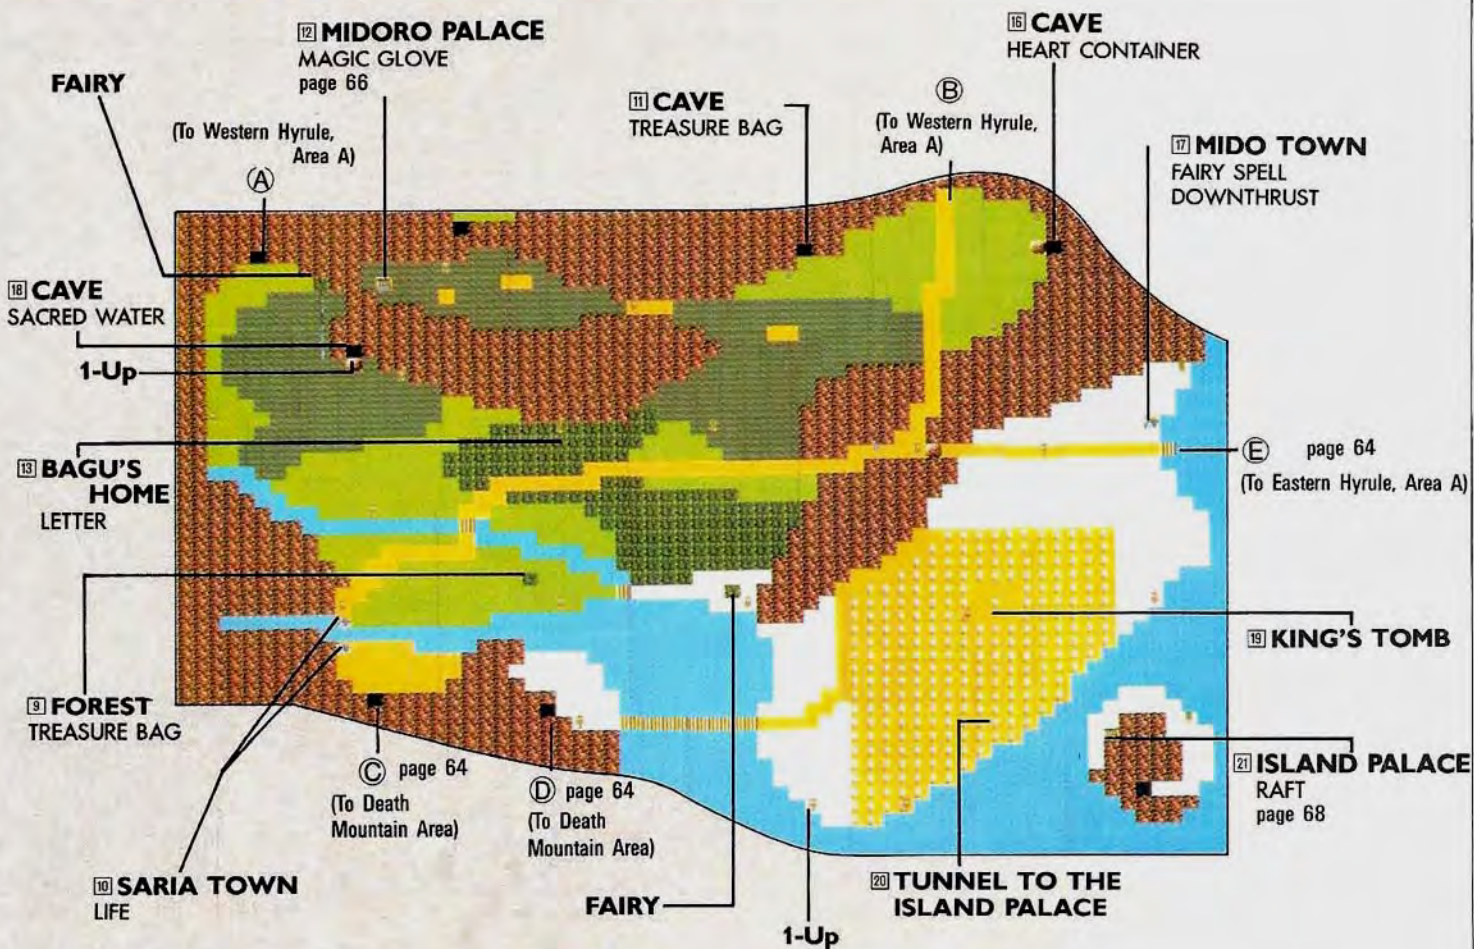 12 MIDORO PALACE
MAGIC GLOVE
page 66
16 CAVE
HEART CONTAINER
FAIRY
11 CAVE
TREASURE BAG
B
(To Western Hyrule,
Area A)
(To Western Hyrule,
Area A)
A
17 MIDO TOWN
FAIRY SPELL
DOWNTHRUST
18 CAVE
SACRED WATER
1-Up
13 BAGU'S
HOME
LETTER
E page 64
(To Eastern Hyrule, Area A)
19 KING'S TOMB
9 FOREST
TREASURE BAG
C page 64
(To Death
Mountain Area)
D page 64
(To Death
Mountain Area)
21 ISLAND PALACE
RAFT
page 68
10 SARIA TOWN
LIFE
FAIRY
1-Up
20 TUNNEL TO THE
ISLAND PALACE